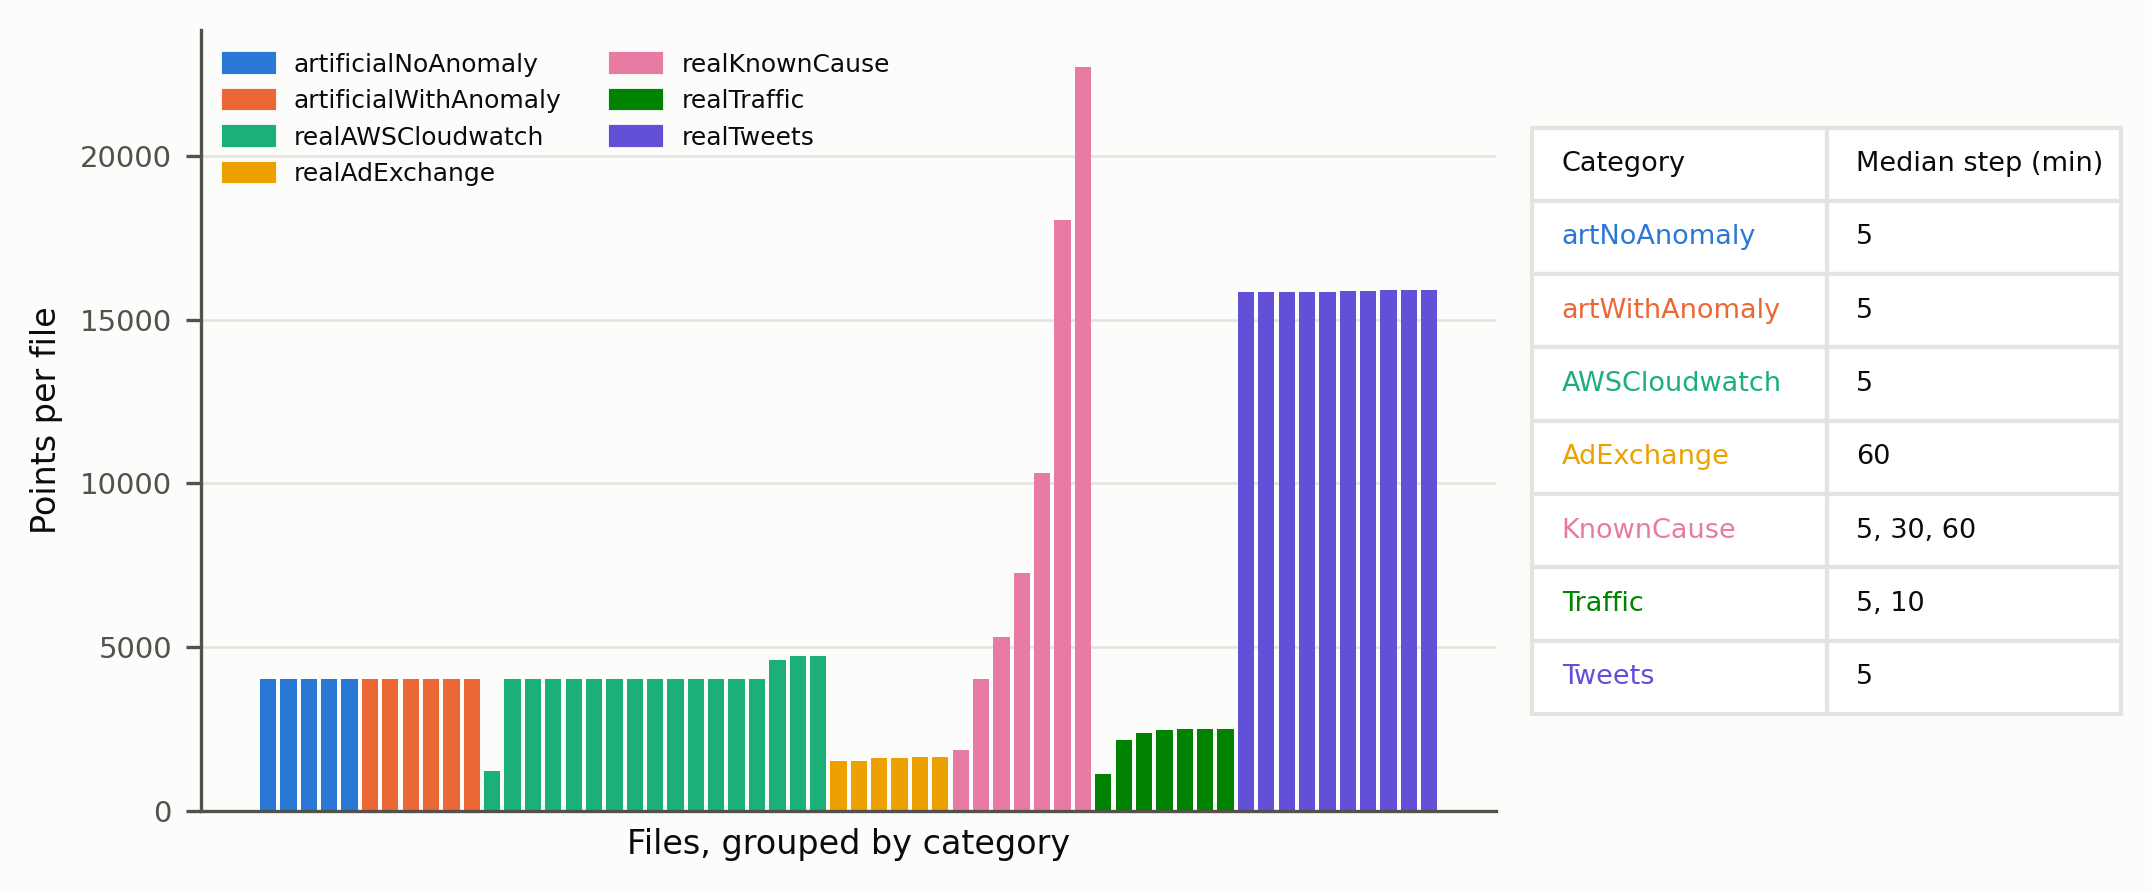 artificialNoAnomaly
artificialWithAnomaly
realAWSCloudwatch
realAdExchange
realKnownCause
realTraffic
realTweets
20000
15000
10000
5000
0
Points per file
Files, grouped by category
Category Median step (min)
artNoAnomaly 5
artWithAnomaly 5
AWSCloudwatch 5
AdExchange 60
KnownCause 5, 30, 60
Traffic 5, 10
Tweets 5